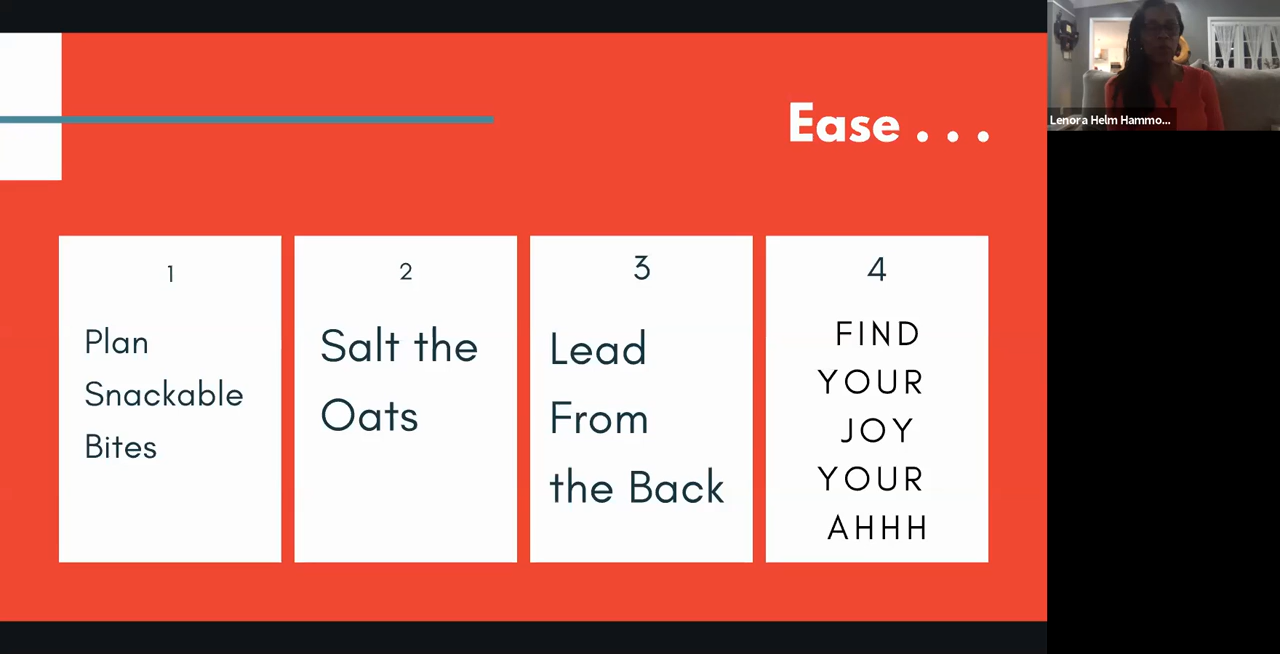 Ease . . .
1
Plan
Snackable
Bites
2
Salt the
Oats
3
Lead
From
the Back
4
FIND
YOUR
JOY
YOUR
AHHH
Lenora Helm Hammo...